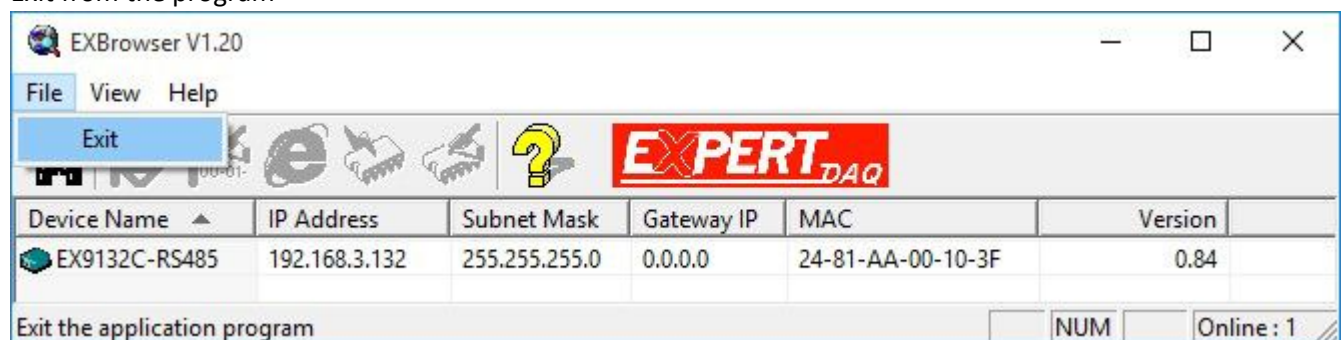 Exit from the program
EXBrowser V1.20
File View Help
Exit
EXPERT DAQ
Device Name IP Address Subnet Mask Gateway IP MAC Version
EX9132C-RS485 192.168.3.132 255.255.255.0 0.0.0.0 24-81-AA-00-10-3F 0.84
Exit the application program NUM Online : 1